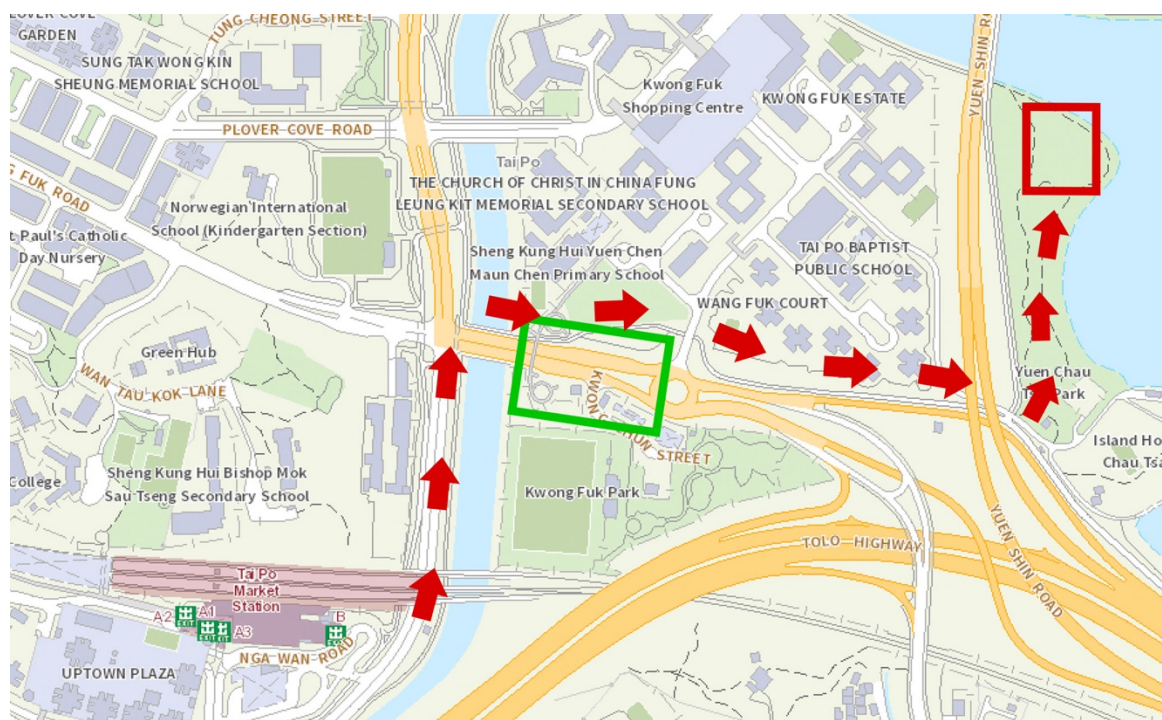 PLOVER COVE
GARDEN
TUNG CHEONG STREET
SUNG TAK WONG KIN
SHEUNG MEMORIAL SCHOOL
PLOVER COVE ROAD
FUK ROAD
Norwegian International
School (Kindergarten Section)
Paul's Catholic
Day Nursery
Kwong Fuk
Shopping Centre
KWONG FUK ESTATE
YUEN SHIN
Tai Po
THE CHURCH OF CHRIST IN CHINA FUNG
LEUNG KIT MEMORIAL SECONDARY SCHOOL
Sheng Kung Hui Yuen Chen
Maun Chen Primary School
TAI PO BAPTIST
PUBLIC SCHOOL
WANG FUK COURT
Green Hub
WAN TAU KOK LANE
Yuen Chau
Park
KWONG CHUN STREET
Island
Chau
College
Sheng Kung Hui Bishop Mok
Sau Tseng Secondary School
Kwong Fuk Park
YUEN SHIN ROAD
TOLO HIGHWAY
Tai Po
Market
Station
A2
EXIT
A1
EXIT
EXIT
A3
B
EXIT
NGA WAN ROAD
UPTOWN PLAZA